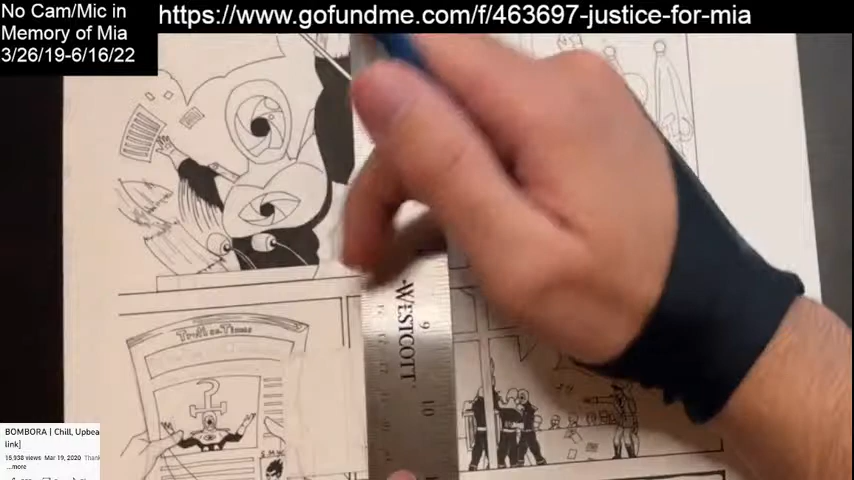 No Cam/Mic in
Memory of Mia
3/26/19-6/16/22
https://www.gofundme.com/f/463697-justice-for-mia
WESTCOTT
9
10
BOMBORA | Chill, Upbea
link]
15,938 views Mar 19, 2020 Thank
...more